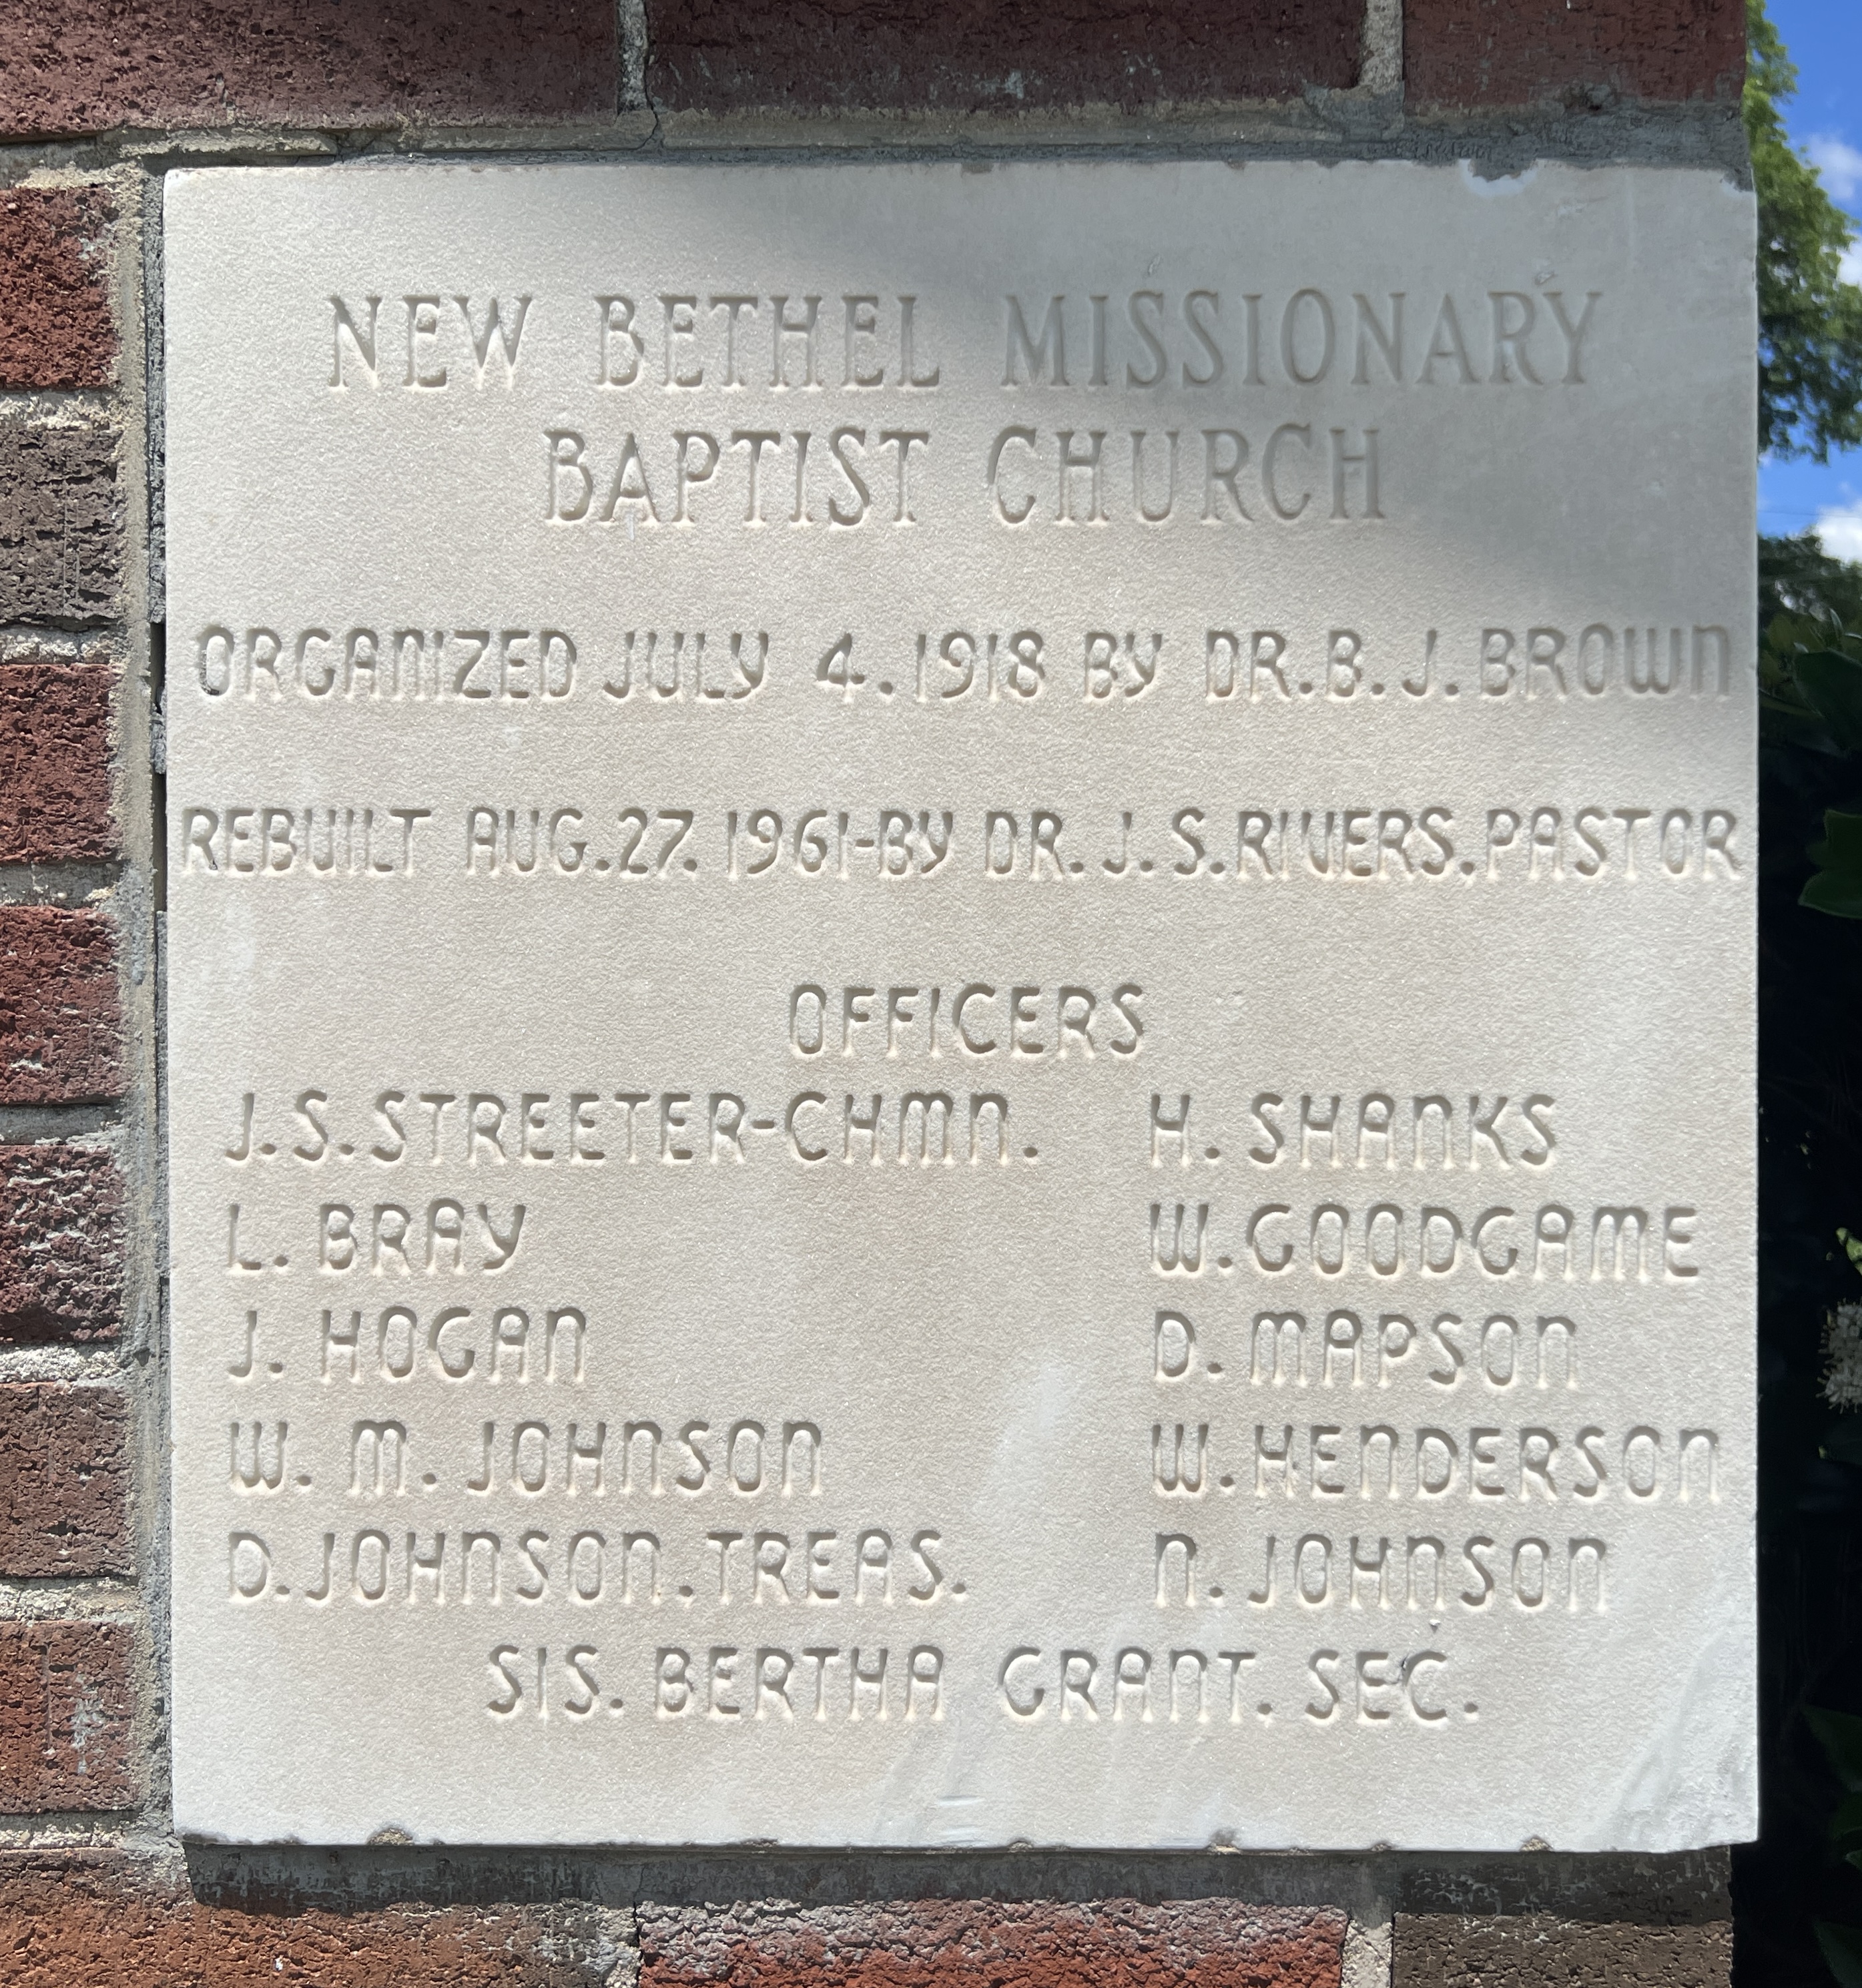 NEW BETHEL MISSIONARY
BAPTIST CHURCH
ORGANIZED JULY 4. 1918 BY DR. B. J. BROWN
REBUILT AUG. 27. 1961-BY DR. J. S. RIVERS, PASTOR
OFFICERS
J. S. STREETER-CHMN. H. SHANKS
L. BRAY W. GOODGAME
J. HOGAN D. MAPSON
W. M. JOHNSON W. HENDERSON
D. JOHNSON. TREAS. N. JOHNSON
SIS. BERTHA GRANT. SEC.